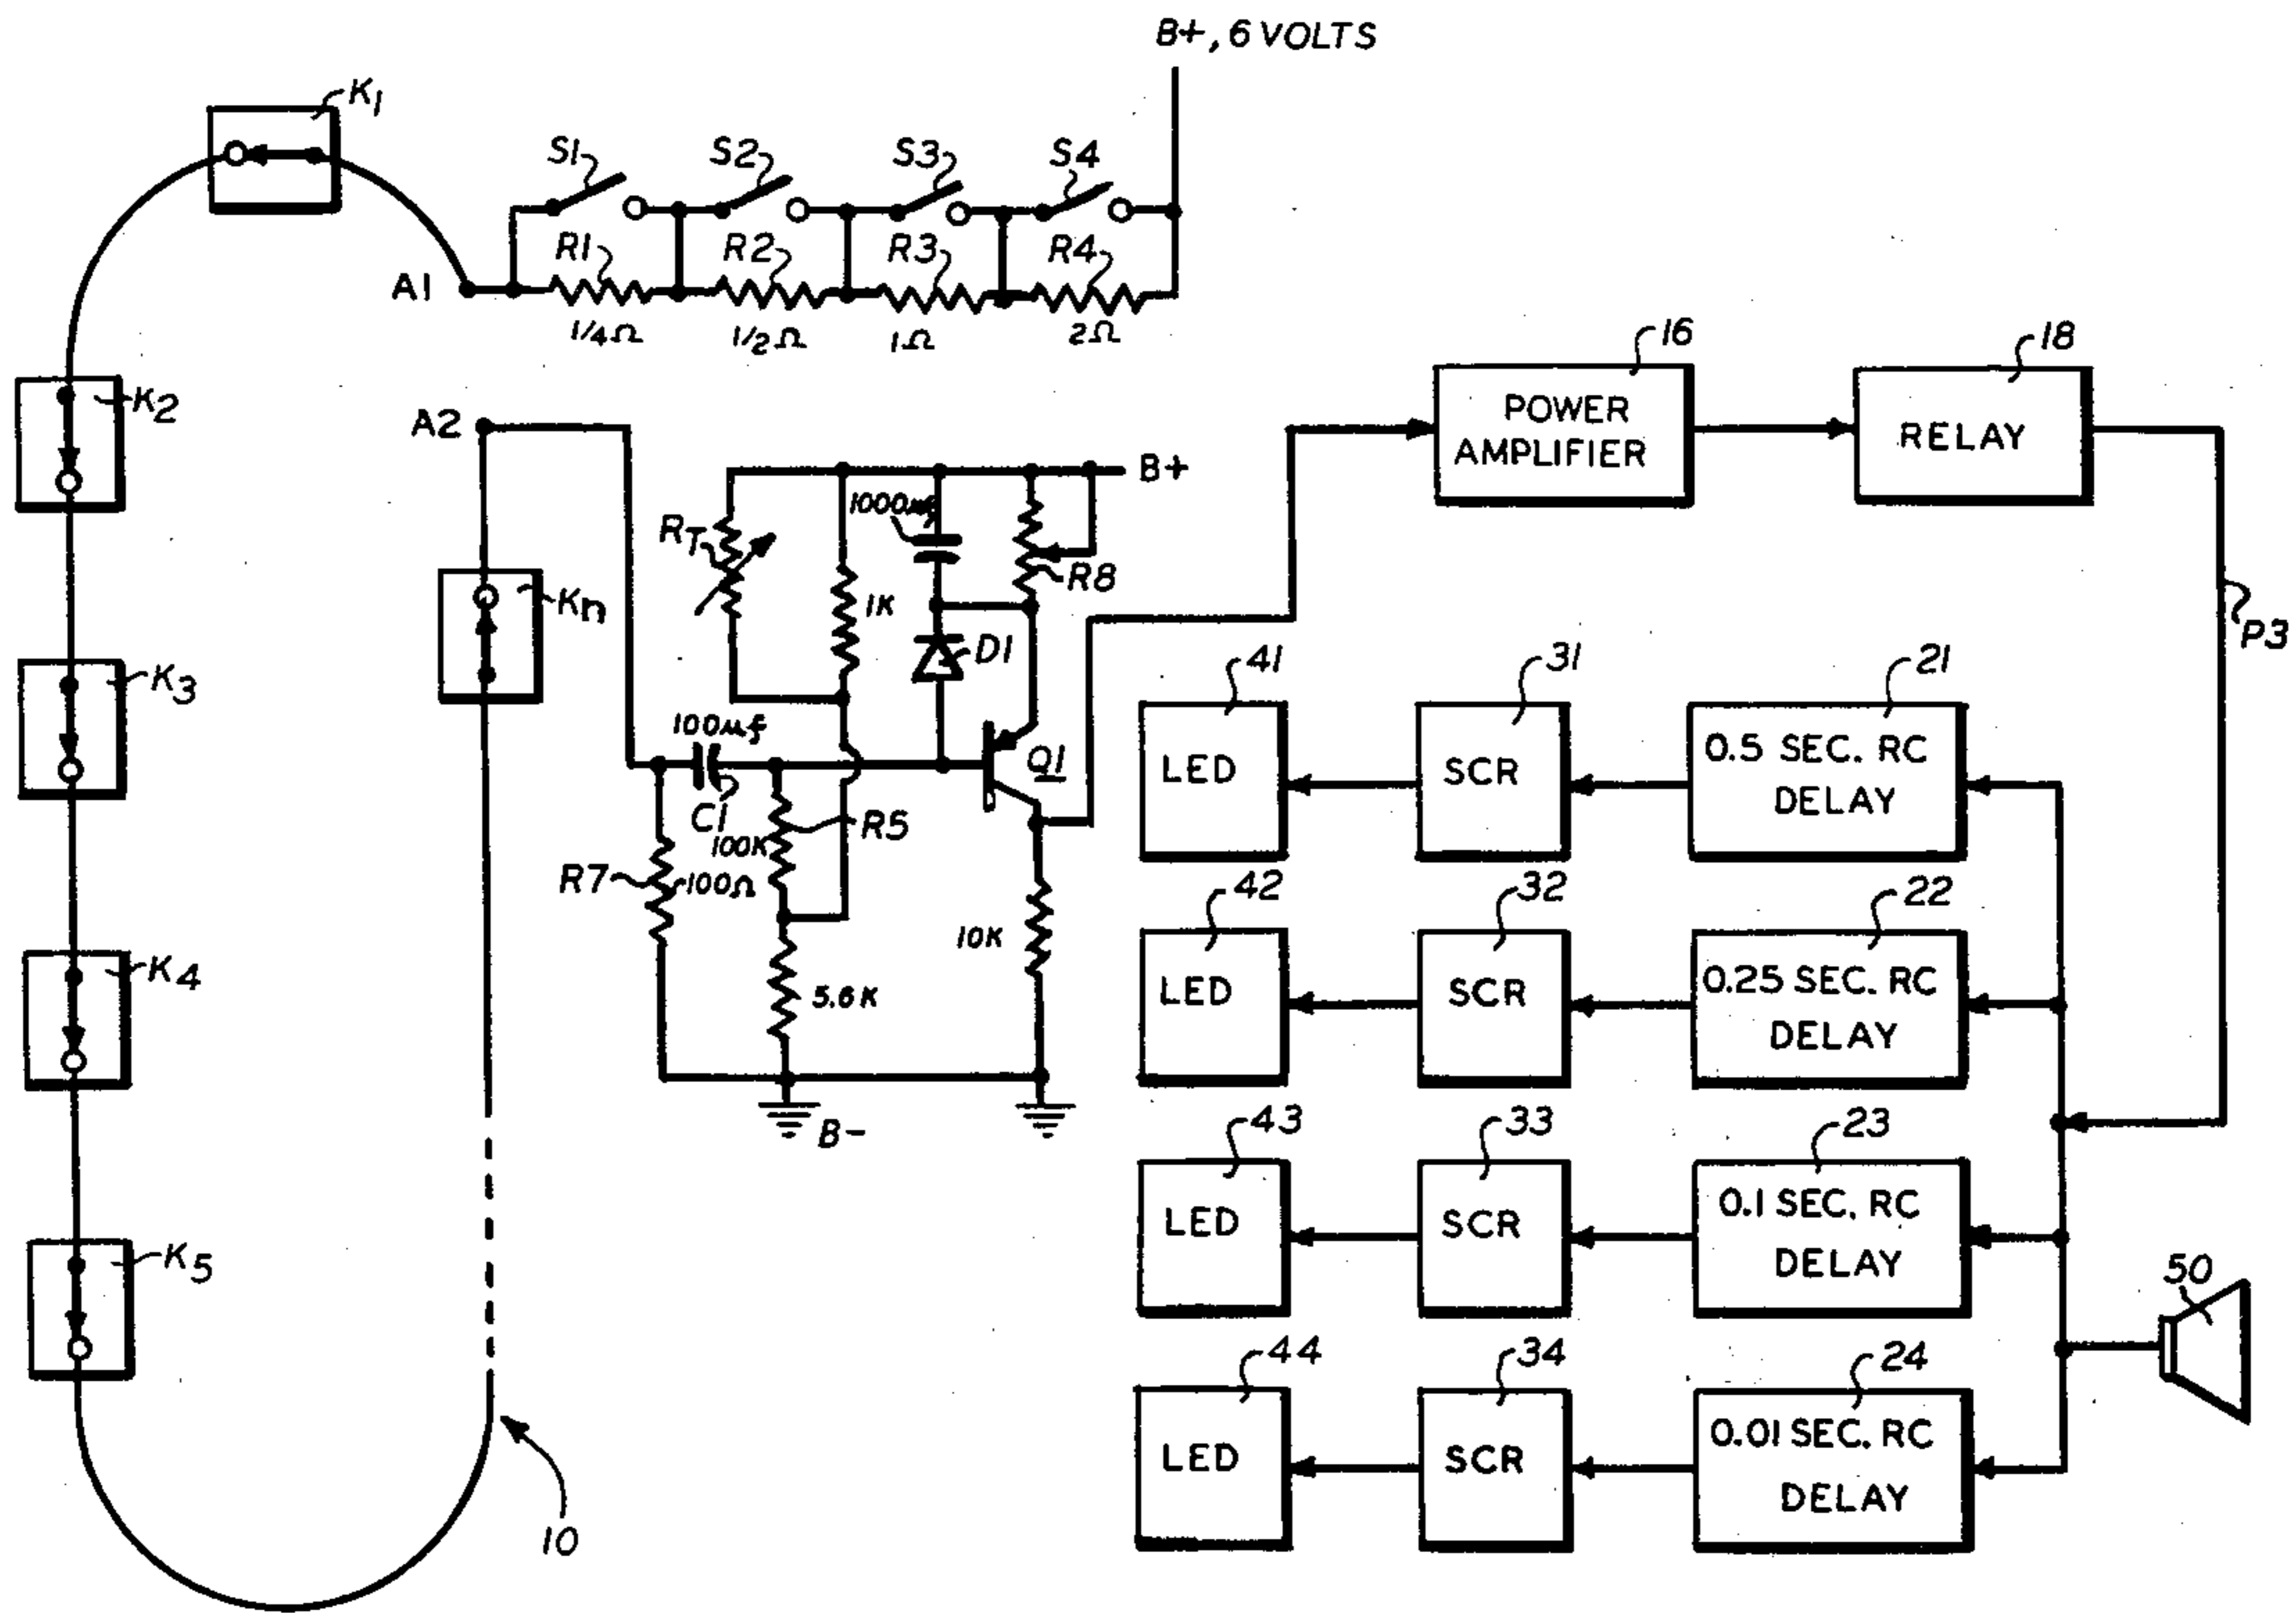 B+, 6 VOLTS
K1
S1
S2
S3
S4
R1
R2
R3
R4
A1
1/4Ω
1/2Ω
1Ω
2Ω
16
18
K2
A2
POWER
AMPLIFIER
RELAY
B+
1000µf
RT
R8
Kn
1K
D1
P3
K3
41
31
21
100µf
Q1
LED
SCR
0.5 SEC. RC
DELAY
C1
R5
100K
R7
100Ω
42
32
22
10K
K4
5.6K
LED
SCR
0.25 SEC. RC
DELAY
B-
43
33
23
LED
SCR
0.1 SEC. RC
DELAY
K5
50
44
34
24
LED
SCR
0.01 SEC. RC
DELAY
10